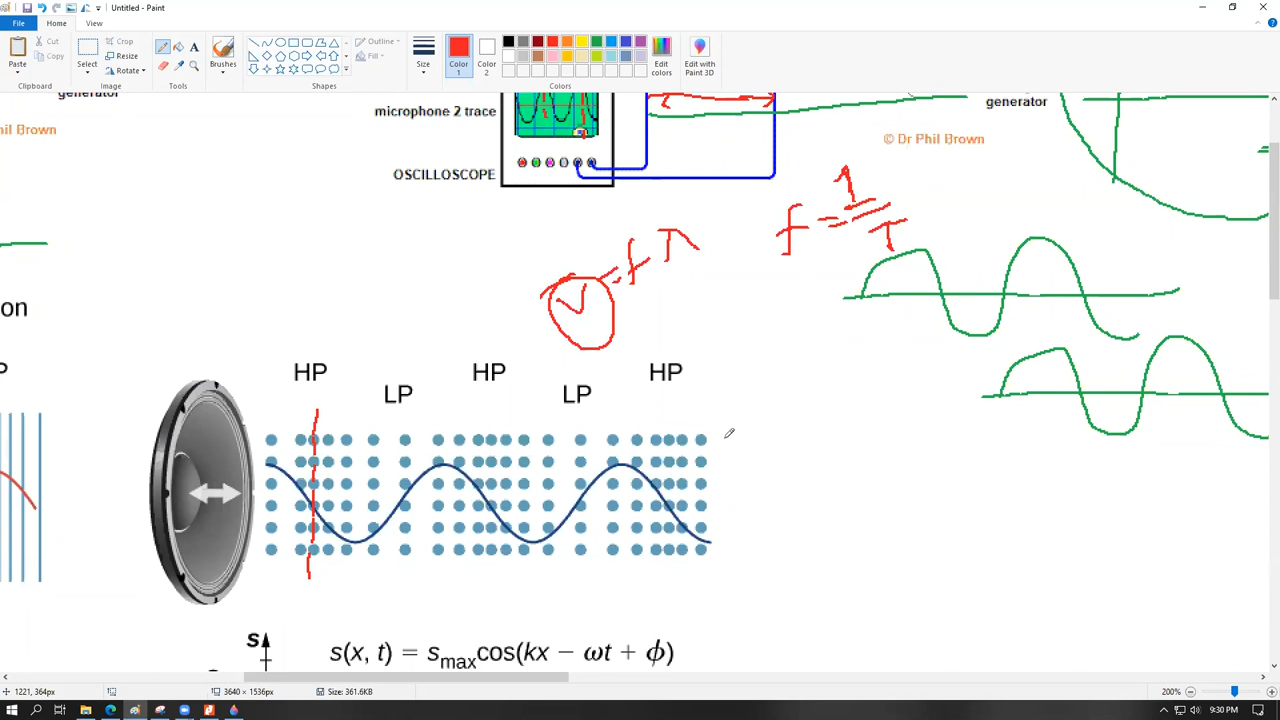 Untitled - Paint
File Home View
Paste
Cut
Copy
Clipboard
Select
Crop
Resize
Rotate
Image
Tools
Brushes
Shapes
Outline
Fill
Size
Color 1
Color 2
Edit colors
Colors
Edit with Paint 3D
generator
hil Brown
microphone 2 trace
OSCILLOSCOPE
generator
© Dr Phil Brown
f = 1/T
V = f λ
on
P
HP HP HP
LP LP
s
s(x, t) = smaxcos(kx − ωt + ϕ)
1221, 364px
3640 × 1536px
Size: 361.6KB
200%
9:30 PM